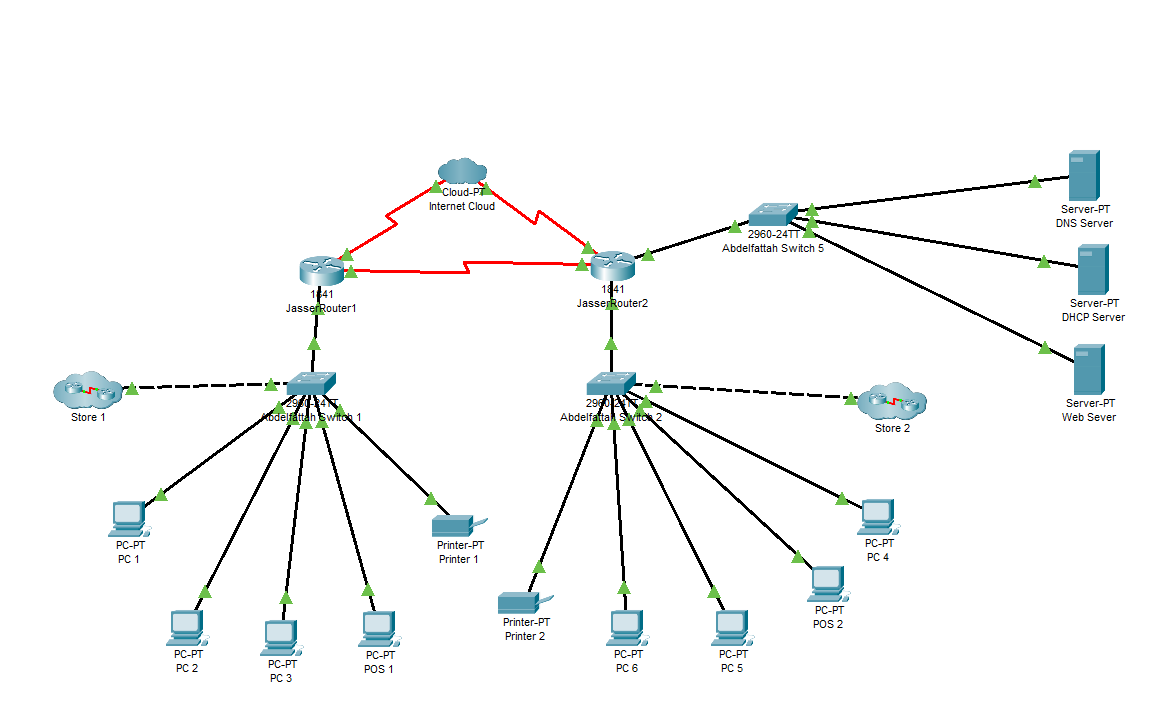 Cloud-PT
Internet Cloud
Server-PT
DNS Server
2960-24TT
Abdelfattah Switch 5
1841
JasserRouter1
1841
JasserRouter2
Server-PT
DHCP Server
Store 1
2960-24TT
Abdelfattah Switch 1
2960-24TT
Abdelfattah Switch 2
Store 2
Server-PT
Web Sever
PC-PT
PC 1
Printer-PT
Printer 1
PC-PT
PC 4
PC-PT
PC 2
PC-PT
PC 3
PC-PT
POS 1
Printer-PT
Printer 2
PC-PT
PC 6
PC-PT
PC 5
PC-PT
POS 2